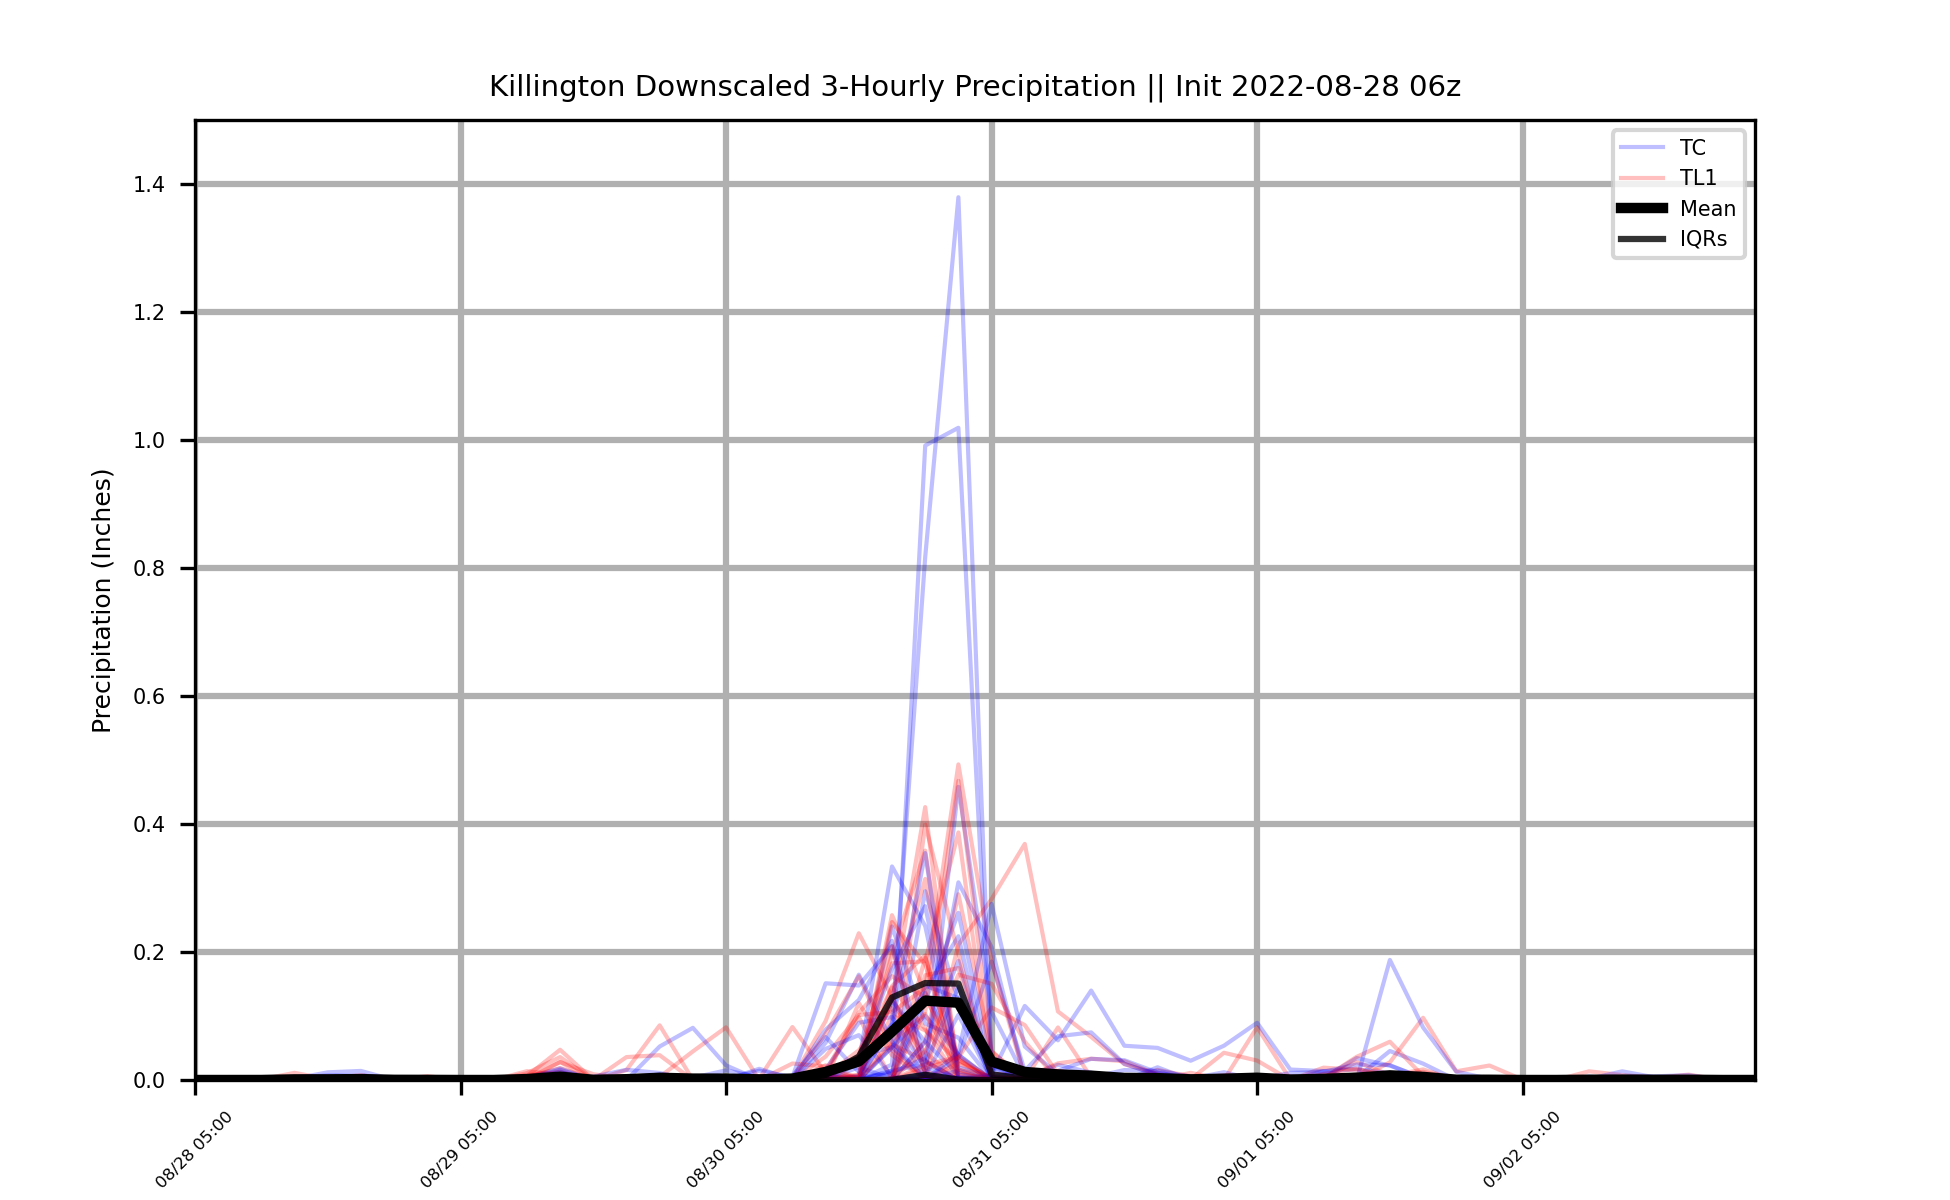 Killington Downscaled 3-Hourly Precipitation || Init 2022-08-28 06z
TC
TL1
Mean
IQRs
Precipitation (Inches)
1.4
1.2
1.0
0.8
0.6
0.4
0.2
0.0
08/28 05:00
08/29 05:00
08/30 05:00
08/31 05:00
09/01 05:00
09/02 05:00